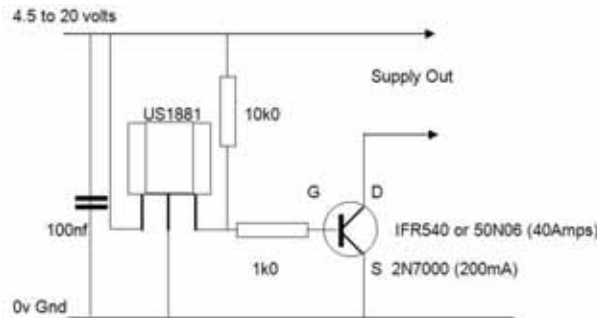 4.5 to 20 volts
Supply Out
US1881
10k0
G D
100nf
IFR540 or 50N06 (40Amps)
1k0
S 2N7000 (200mA)
0v Gnd